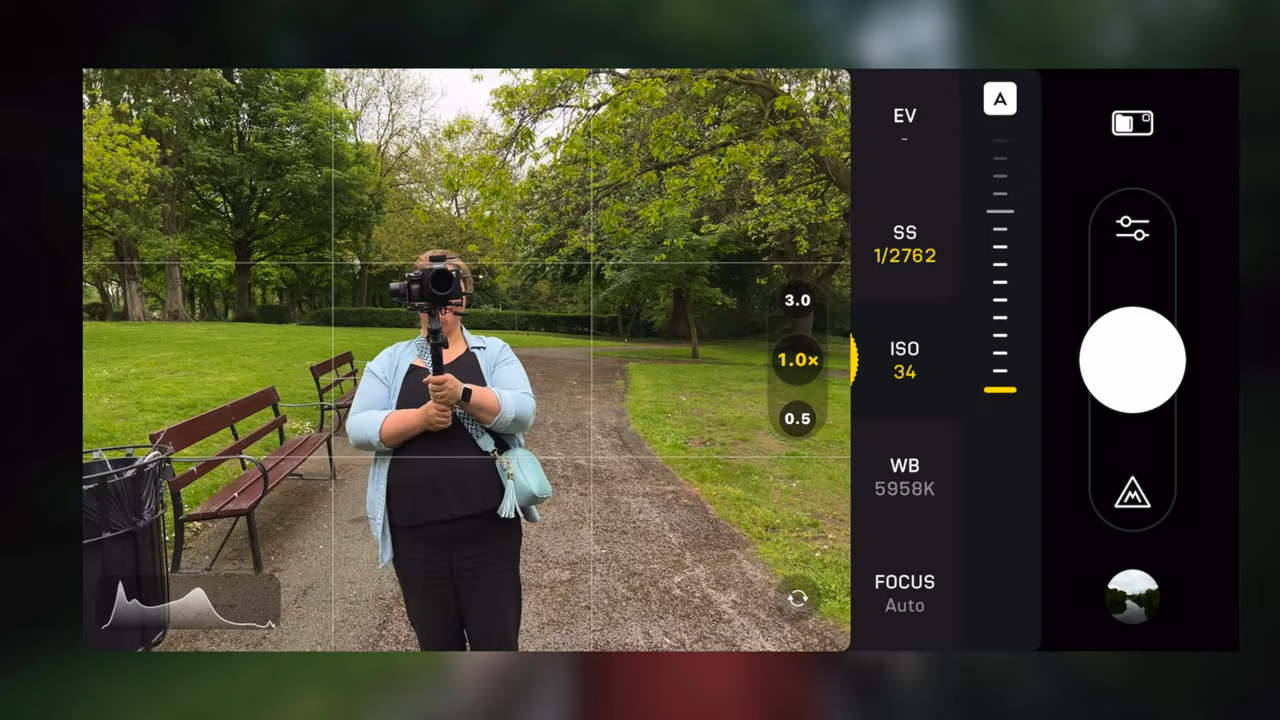 3.0
1.0×
0.5
EV
-
SS
1/2762
ISO
34
WB
5958K
FOCUS
Auto
A
M